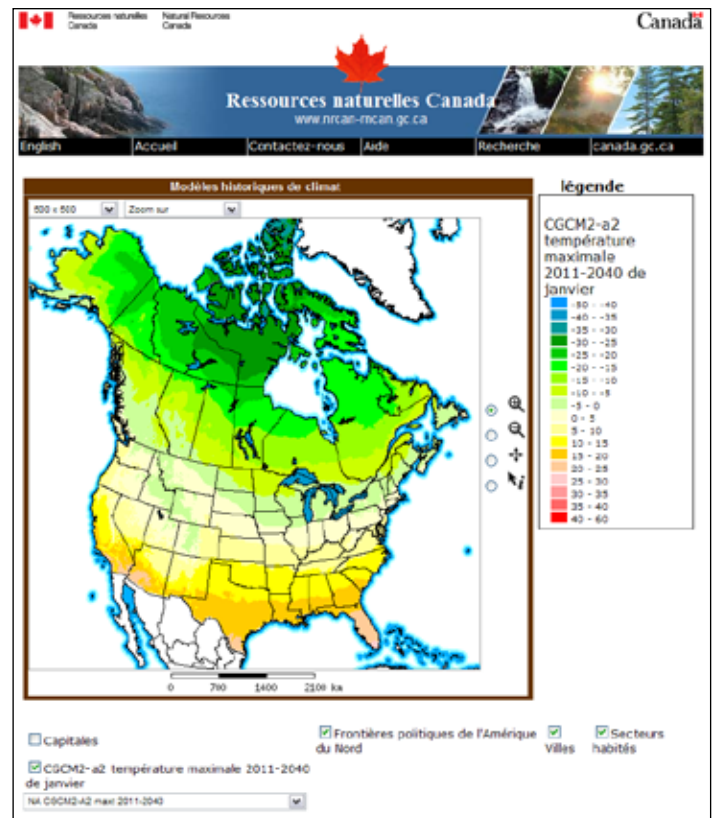 Ressources naturelles Canada
Natural Resources Canada
Canada
Ressources naturelles Canada
www.nrcan-rncan.gc.ca
English
Accueil
Contactez-nous
Aide
Recherche
canada.gc.ca
Modèles historiques de climat
500 x 500
Zoom sur
légende
CGCM2-a2
température
maximale
2011-2040 de
janvier
-50 - -40
-40 - -35
-35 - -30
-30 - -25
-25 - -20
-20 - -15
-15 - -10
-10 - -5
-5 - 0
0 - 5
5 - 10
10 - 15
15 - 20
20 - 25
25 - 30
30 - 35
35 - 40
40 - 60
0 700 1400 2100 km
Capitales
Frontières politiques de l'Amérique
du Nord
Villes
Secteurs
habités
CGCM2-a2 température maximale 2011-2040
de janvier
NA CGCM2-A2 maxt 2011-2040